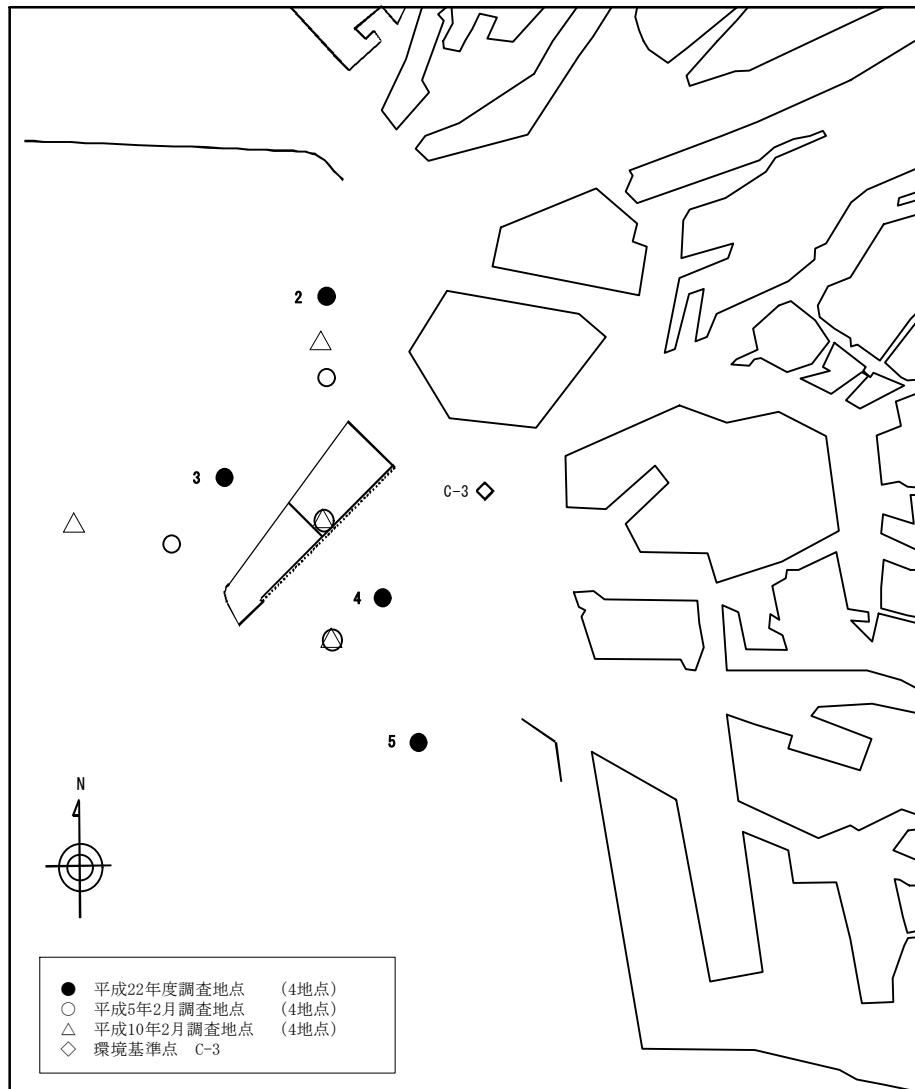 2
3
C-3
4
5
N
● 平成22年度調査地点 (4地点)
○ 平成5年2月調査地点 (4地点)
△ 平成10年2月調査地点 (4地点)
◇ 環境基準点 C-3